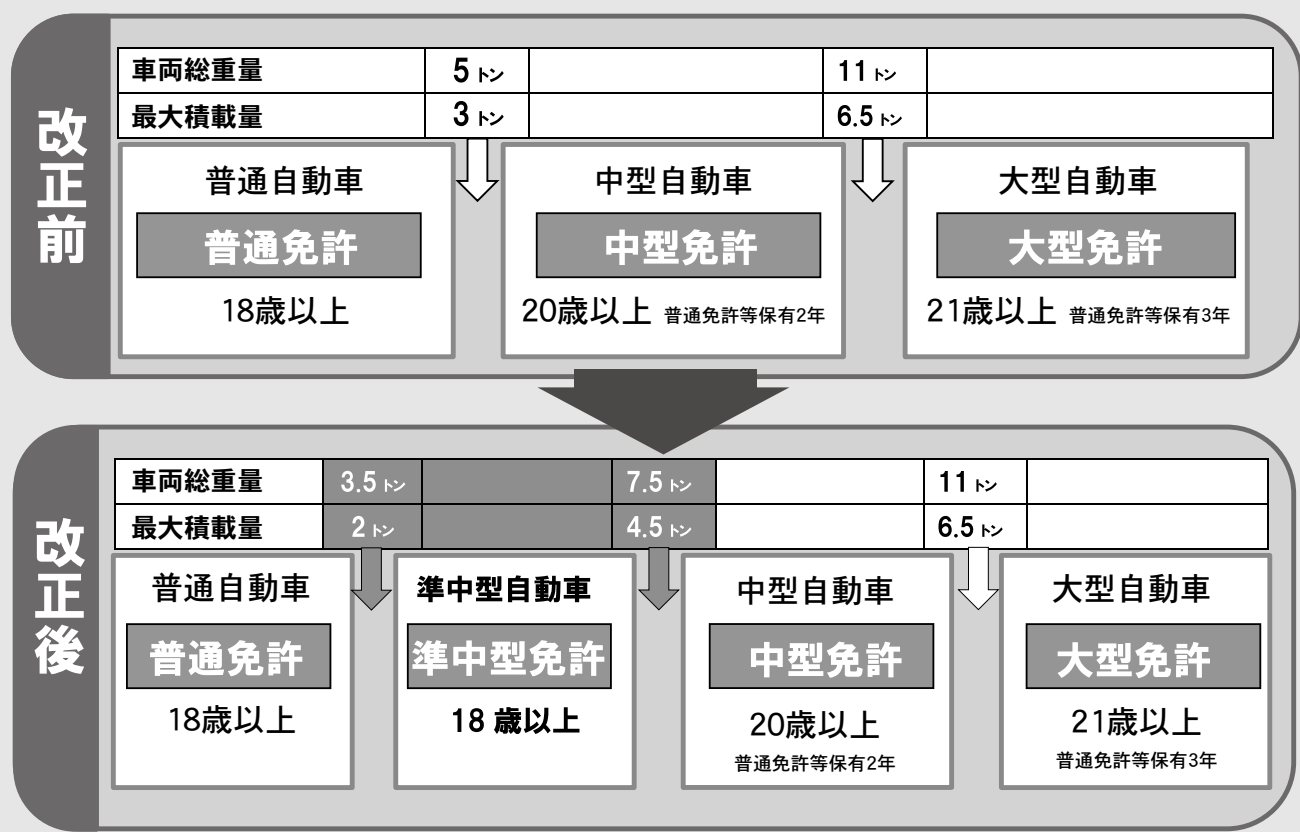 改正前
車両総重量 5トン 11トン
最大積載量 3トン 6.5トン
普通自動車 中型自動車 大型自動車
普通免許 中型免許 大型免許
18歳以上 20歳以上 普通免許等保有2年 21歳以上 普通免許等保有3年
改正後
車両総重量 3.5トン 7.5トン 11トン
最大積載量 2トン 4.5トン 6.5トン
普通自動車 準中型自動車 中型自動車 大型自動車
普通免許 準中型免許 中型免許 大型免許
18歳以上 18歳以上 20歳以上 21歳以上
普通免許等保有2年 普通免許等保有3年